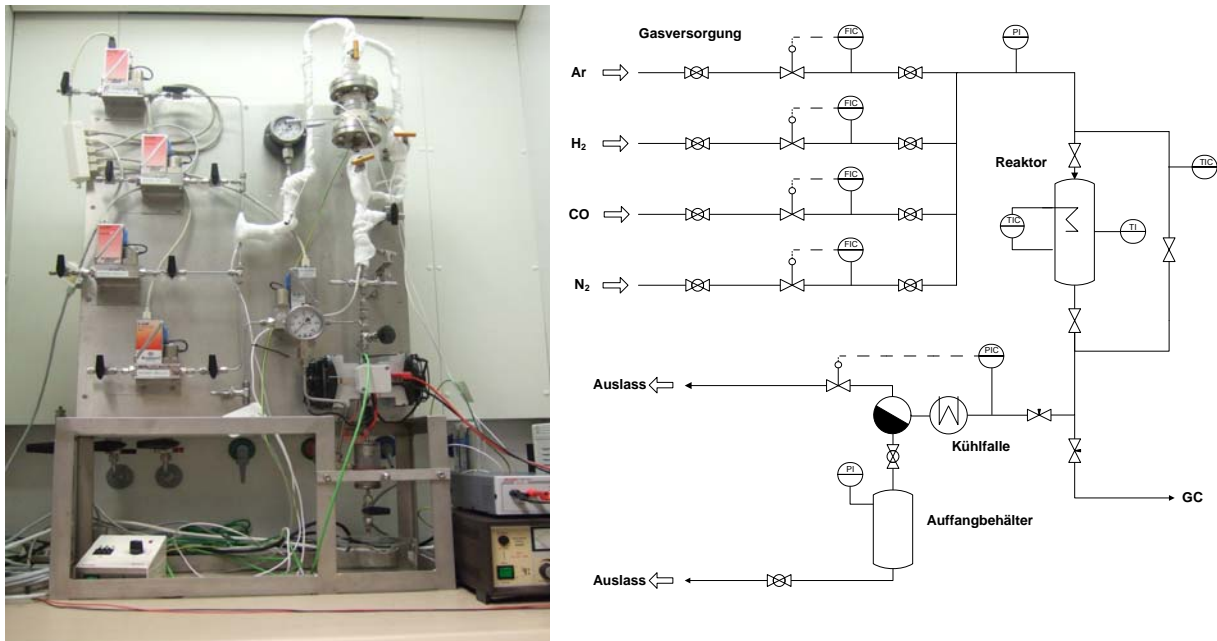 Gasversorgung
FIC
PI
Ar
FIC
H2
Reaktor
TIC
FIC
CO
TIC
TI
FIC
N2
PIC
Auslass
Kühlfalle
PI
Auffangbehälter
GC
Auslass